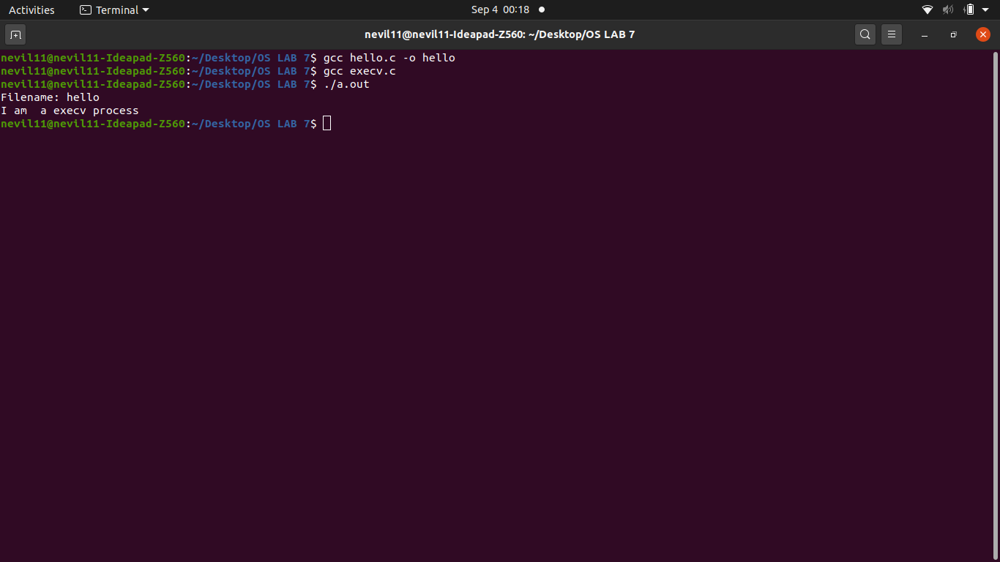 Activities
Terminal
Sep 4 00:18
nevil11@nevil11-Ideapad-Z560: ~/Desktop/OS LAB 7
nevil11@nevil11-Ideapad-Z560:~/Desktop/OS LAB 7$ gcc hello.c -o hello
nevil11@nevil11-Ideapad-Z560:~/Desktop/OS LAB 7$ gcc execv.c
nevil11@nevil11-Ideapad-Z560:~/Desktop/OS LAB 7$ ./a.out
Filename: hello
I am  a execv process
nevil11@nevil11-Ideapad-Z560:~/Desktop/OS LAB 7$